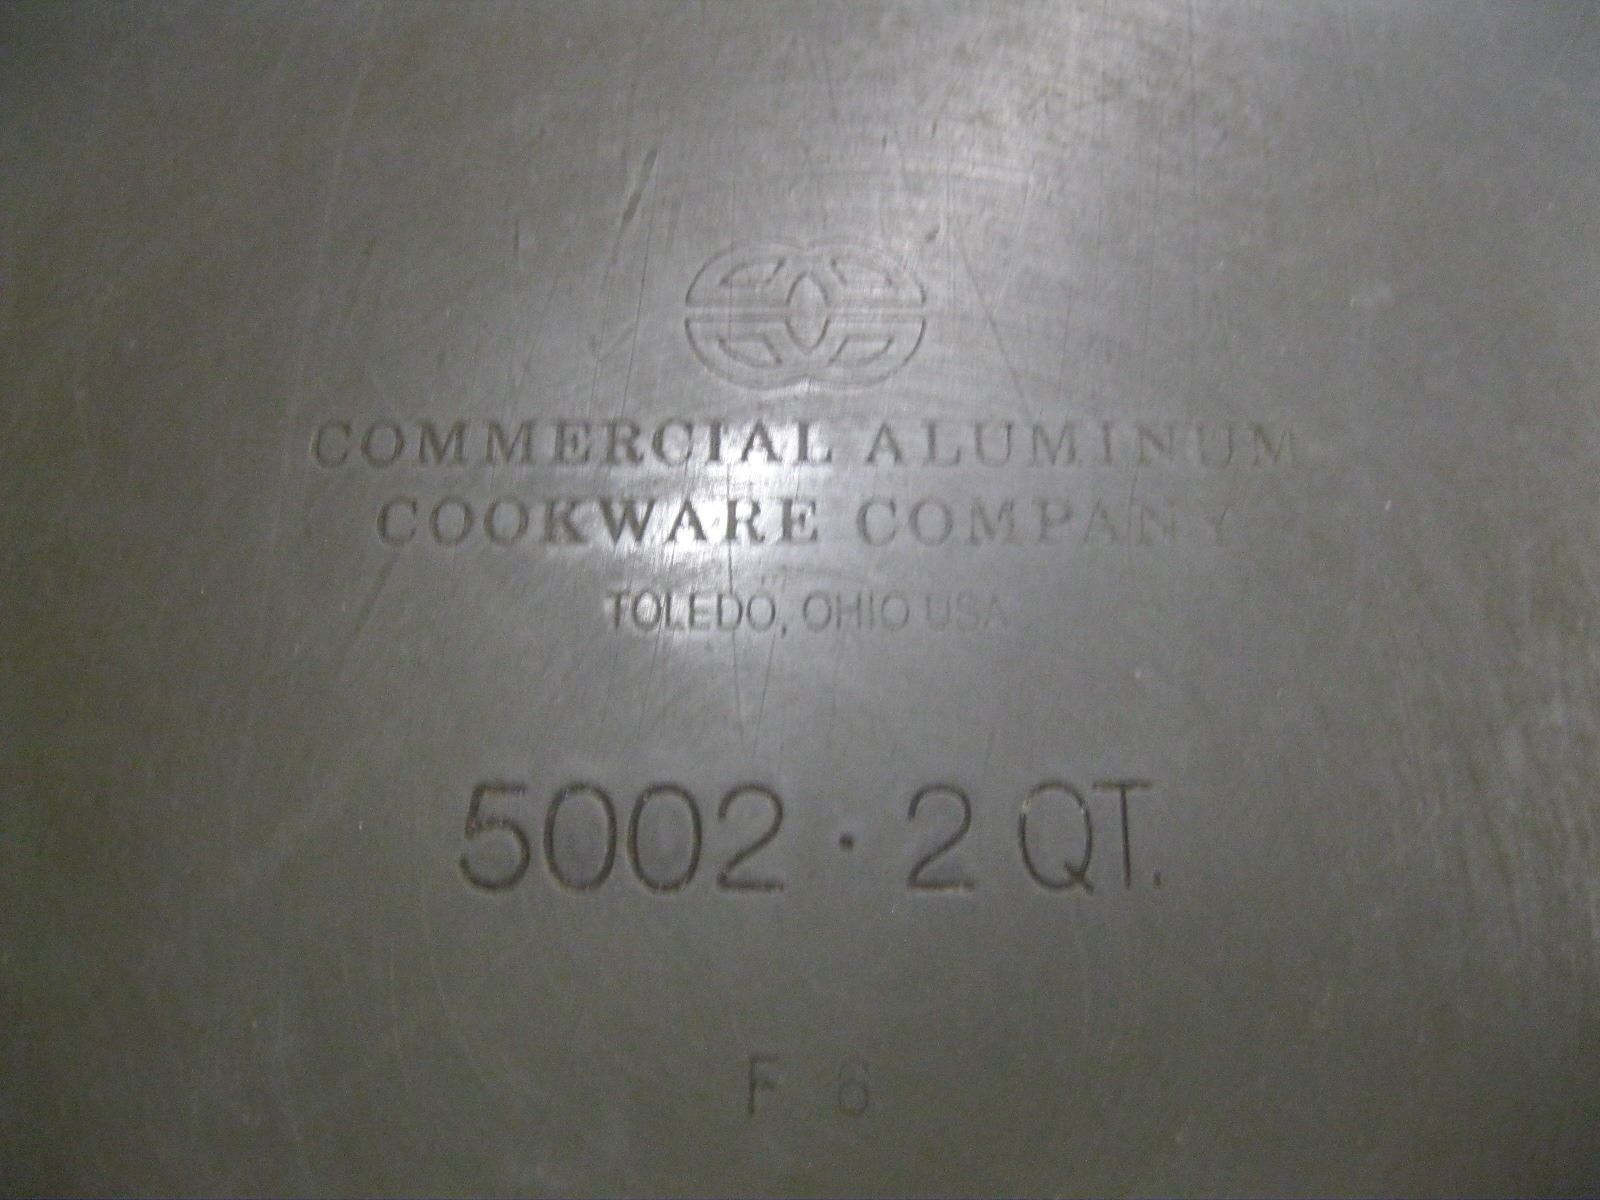 COMMERCIAL ALUMINUM
COOKWARE COMPANY
TOLEDO, OHIO USA
5002 · 2 QT.
F 6